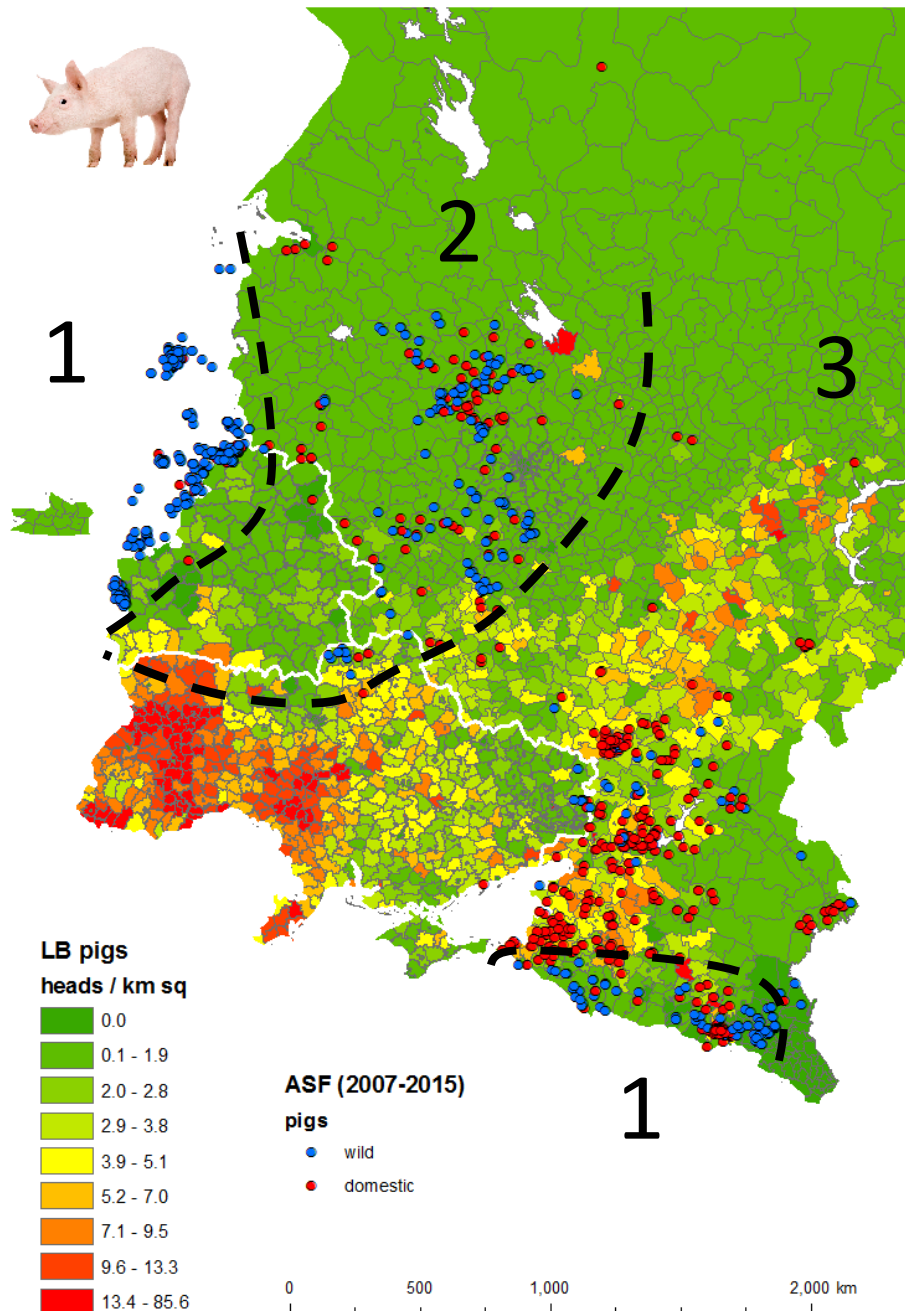 2
1
3
LB pigs
heads / km sq
0.0
0.1 - 1.9
2.0 - 2.8
2.9 - 3.8
3.9 - 5.1
5.2 - 7.0
7.1 - 9.5
9.6 - 13.3
13.4 - 85.6
ASF (2007-2015)
pigs
wild
domestic
1
0 500 1,000 2,000 km